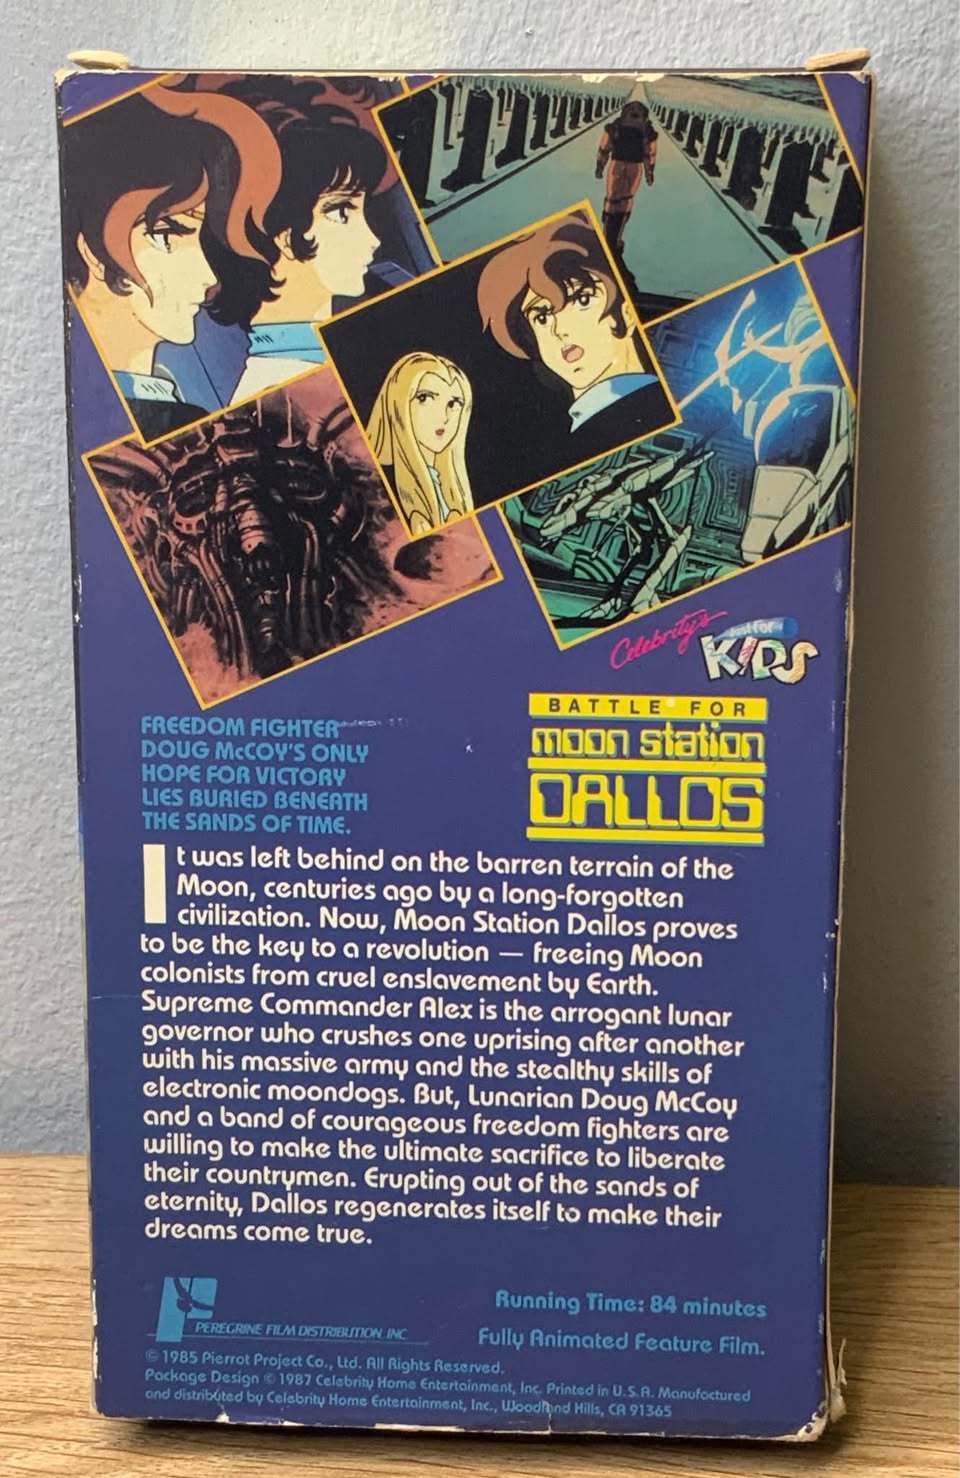 Celebrity's
Just for
KIDS
BATTLE FOR
moon station
DALLOS
FREEDOM FIGHTER
DOUG McCOY'S ONLY
HOPE FOR VICTORY
LIES BURIED BENEATH
THE SANDS OF TIME.
It was left behind on the barren terrain of the
Moon, centuries ago by a long-forgotten
civilization. Now, Moon Station Dallos proves
to be the key to a revolution — freeing Moon
colonists from cruel enslavement by Earth.
Supreme Commander Alex is the arrogant lunar
governor who crushes one uprising after another
with his massive army and the stealthy skills of
electronic moondogs. But, Lunarian Doug McCoy
and a band of courageous freedom fighters are
willing to make the ultimate sacrifice to liberate
their countrymen. Erupting out of the sands of
eternity, Dallos regenerates itself to make their
dreams come true.
PEREGRINE FILM DISTRIBUTION INC
Running Time: 84 minutes
Fully Animated Feature Film.
© 1985 Pierrot Project Co., Ltd. All Rights Reserved.
Package Design © 1987 Celebrity Home Entertainment, Inc. Printed in U.S.A. Manufactured
and distributed by Celebrity Home Entertainment, Inc., Woodland Hills, CA 91365